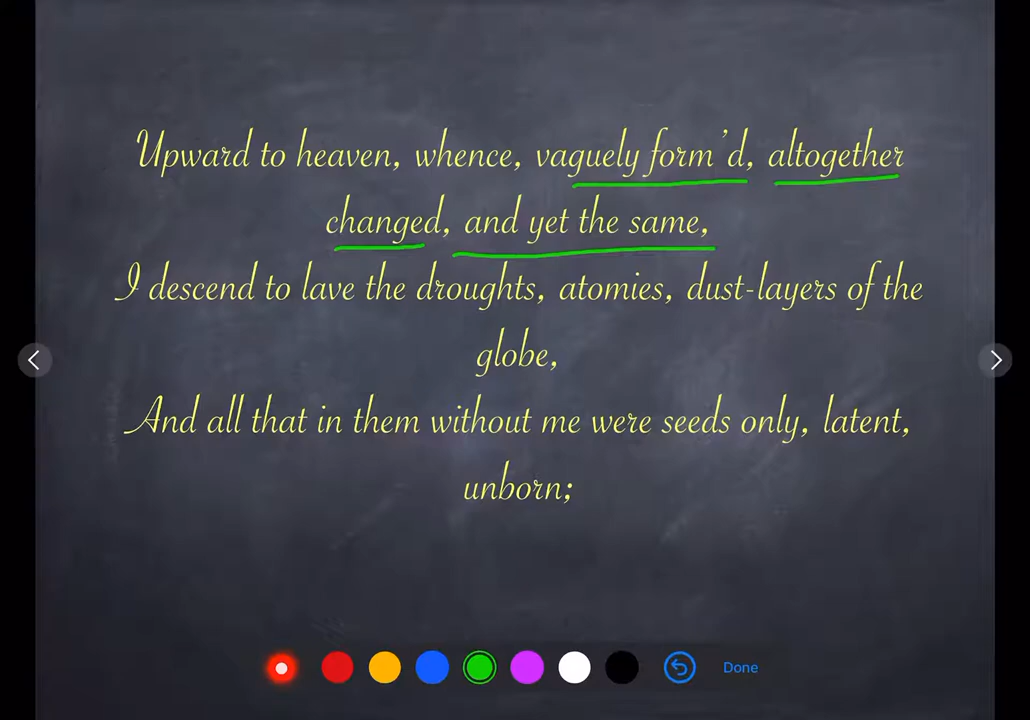 Upward to heaven, whence, vaguely form'd, altogether
changed, and yet the same,
I descend to lave the droughts, atomies, dust-layers of the
globe,
And all that in them without me were seeds only, latent,
unborn;
Done